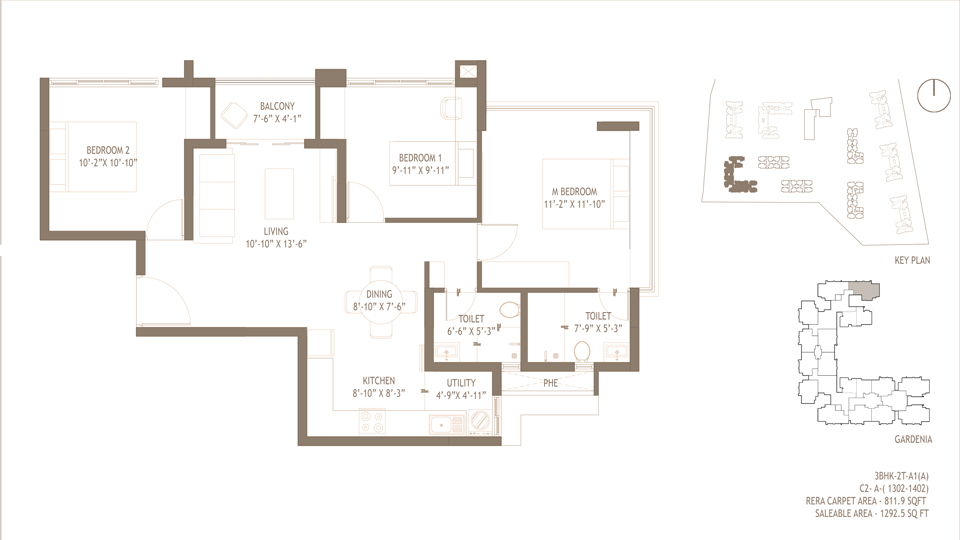 BALCONY
7'-6" X 4'-1"
BEDROOM 2
10'-2"X 10'-10"
BEDROOM 1
9'-11" X 9'-11"
M BEDROOM
11'-2" X 11'-10"
LIVING
10'-10" X 13'-6"
KEY PLAN
DINING
8'-10" X 7'-6"
TOILET
6'-6" X 5'-3"
TOILET
7'-9" X 5'-3"
KITCHEN
8'-10" X 8'-3"
UTILITY
4'-9"X 4'-11"
PHE
GARDENIA
3BHK-2T-A1(A)
C2- A-( 1302-1402)
RERA CARPET AREA - 811.9 SQFT
SALEABLE AREA - 1292.5 SQ FT